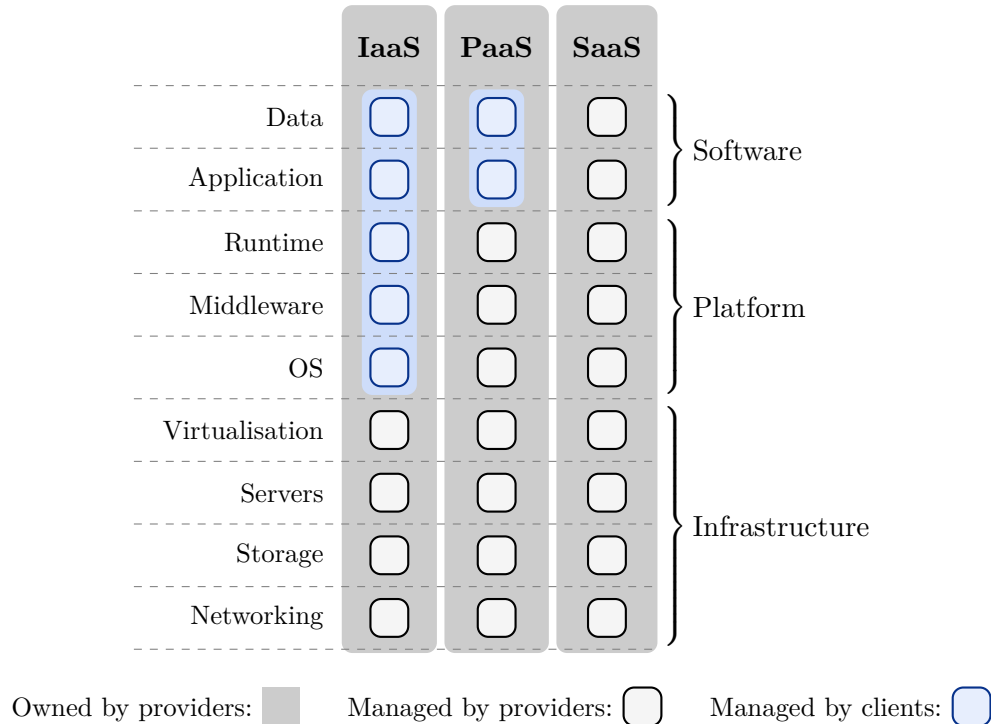 IaaS PaaS SaaS
Data
Application
Software
Runtime
Middleware
OS
Platform
Virtualisation
Servers
Storage
Networking
Infrastructure
Owned by providers: Managed by providers: Managed by clients: